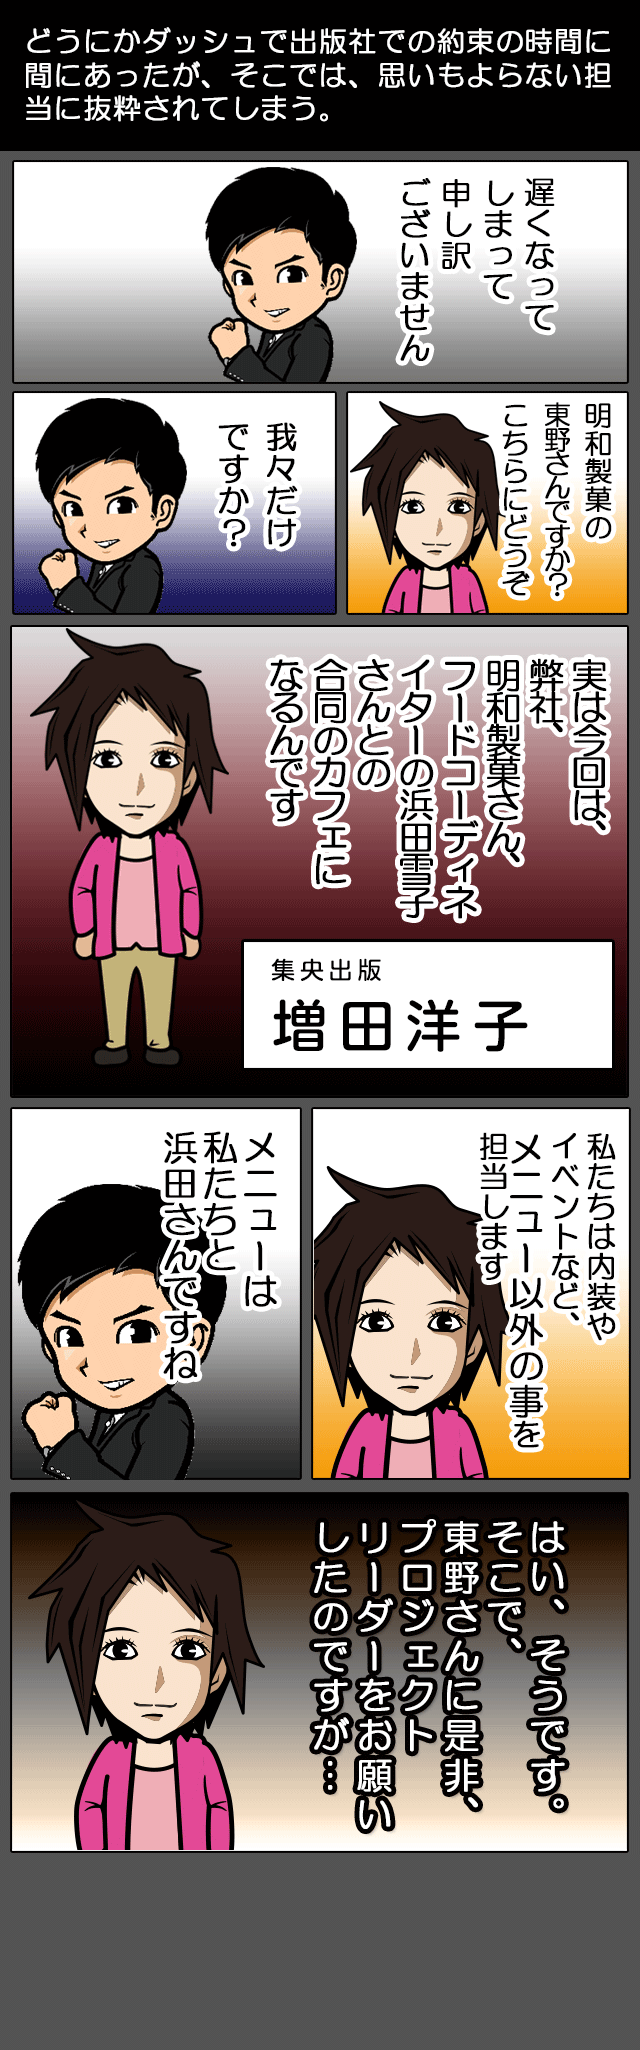 どうにかダッシュで出版社での約束の時間に
間にあったが、そこでは、思いもよらない担
当に抜粋されてしまう。
遅くなって
しまって
申し訳
ございません
明和製菓の
東野さんですか？
こちらにどうぞ
我々だけ
ですか？
実は今回は、
弊社、
明和製菓さん、
フードコーディネ
イターの浜田雪子
さんとの
合同のカフェに
なるんです
集央出版
増田洋子
私たちは内装や
イベントなど、
メニュー以外の事を
担当します
メニューは
私たちと
浜田さんですね
はい、そうです。
そこで、
東野さんに是非、
プロジェクト
リーダーをお願い
したのですが…